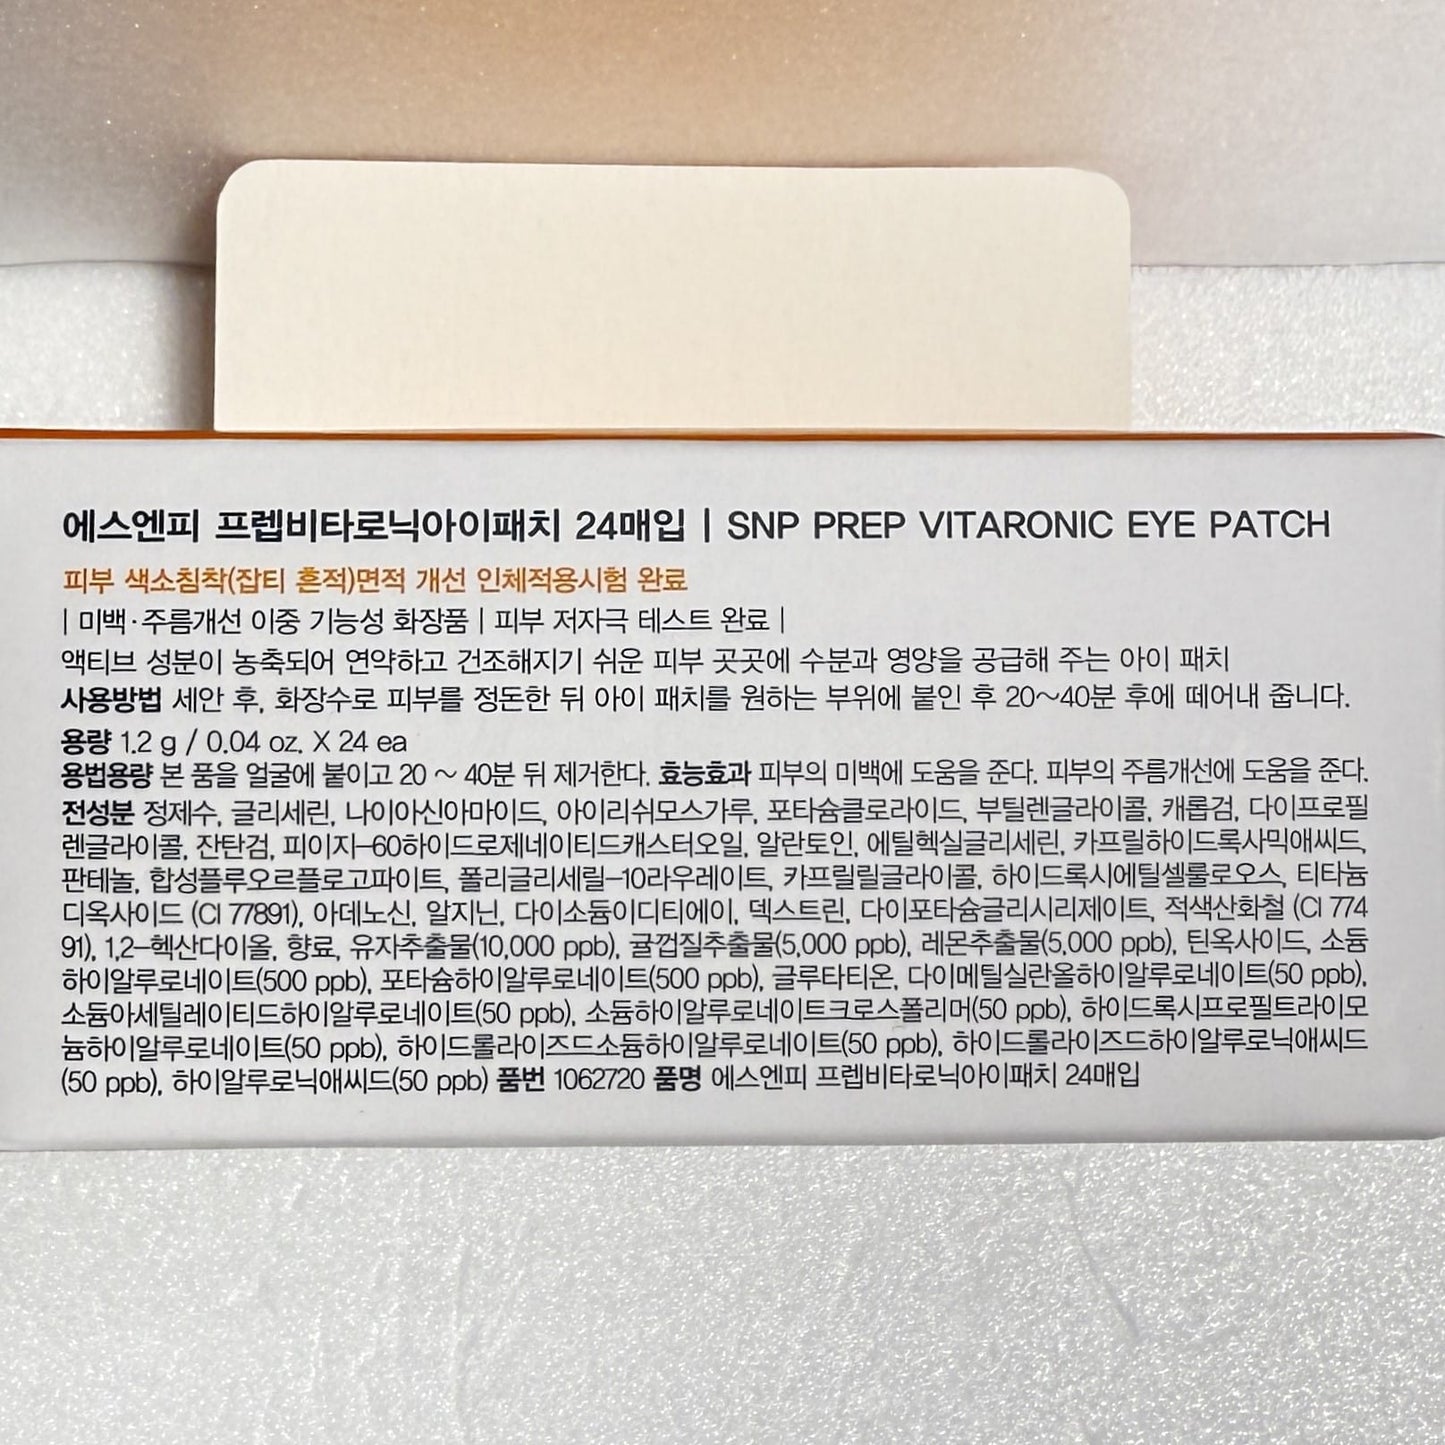 에스엔피 프렙비타로닉아이패치 24매입 | SNP PREP VITARONIC EYE PATCH
피부 색소침착(잡티 흔적)면적 개선 인체적용시험 완료
| 미백·주름개선 이중 기능성 화장품 | 피부 저자극 테스트 완료 |
액티브 성분이 농축되어 연약하고 건조해지기 쉬운 피부 곳곳에 수분과 영양을 공급해 주는 아이 패치
사용방법 세안 후, 화장수로 피부를 정돈한 뒤 아이 패치를 원하는 부위에 붙인 후 20~40분 후에 떼어내 줍니다.
용량 1.2 g / 0.04 oz. X 24 ea
용법용량 본 품을 얼굴에 붙이고 20 ~ 40분 뒤 제거한다. 효능효과 피부의 미백에 도움을 준다. 피부의 주름개선에 도움을 준다.
전성분 정제수, 글리세린, 나이아신아마이드, 아이리쉬모스가루, 포타슘클로라이드, 부틸렌글라이콜, 캐롭검, 다이프로필
렌글라이콜, 잔탄검, 피이지-60하이드로제네이티드캐스터오일, 알란토인, 에틸헥실글리세린, 카프릴하이드록사믹애씨드,
판테놀, 합성플루오르플로고파이트, 폴리글리세릴-10라우레이트, 카프릴릴글라이콜, 하이드록시에틸셀룰로오스, 티타늄
디옥사이드 (CI 77891), 아데노신, 알지닌, 다이소듐이디티에이, 덱스트린, 다이포타슘글리시리제이트, 적색산화철 (CI 774
91), 1,2-헥산다이올, 향료, 유자추출물(10,000 ppb), 귤껍질추출물(5,000 ppb), 레몬추출물(5,000 ppb), 틴옥사이드, 소듐
하이알루로네이트(500 ppb), 포타슘하이알루로네이트(500 ppb), 글루타티온, 다이메틸실란올하이알루로네이트(50 ppb),
소듐아세틸레이티드하이알루로네이트(50 ppb), 소듐하이알루로네이트크로스폴리머(50 ppb), 하이드록시프로필트라이모
늄하이알루로네이트(50 ppb), 하이드롤라이즈드소듐하이알루로네이트(50 ppb), 하이드롤라이즈드하이알루로닉애씨드
(50 ppb), 하이알루로닉애씨드(50 ppb) 품번 1062720 품명 에스엔피 프렙비타로닉아이패치 24매입